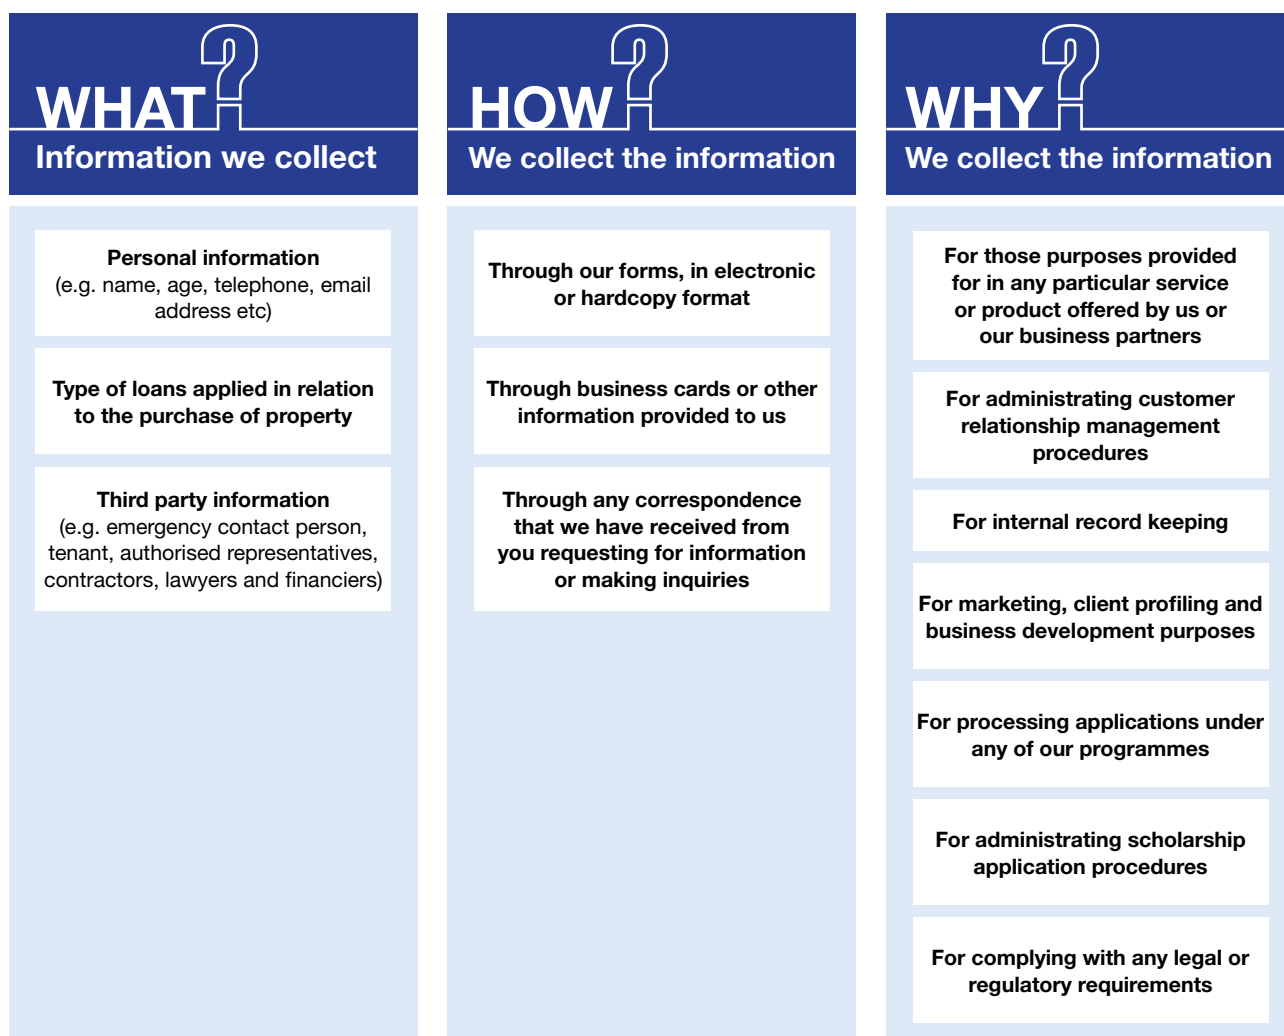 WHAT?
Information we collect
Personal information
(e.g. name, age, telephone, email
address etc)
Type of loans applied in relation
to the purchase of property
Third party information
(e.g. emergency contact person,
tenant, authorised representatives,
contractors, lawyers and financiers)
HOW?
We collect the information
Through our forms, in electronic
or hardcopy format
Through business cards or other
information provided to us
Through any correspondence
that we have received from
you requesting for information
or making inquiries
WHY?
We collect the information
For those purposes provided
for in any particular service
or product offered by us or
our business partners
For administrating customer
relationship management
procedures
For internal record keeping
For marketing, client profiling and
business development purposes
For processing applications under
any of our programmes
For administrating scholarship
application procedures
For complying with any legal or
regulatory requirements